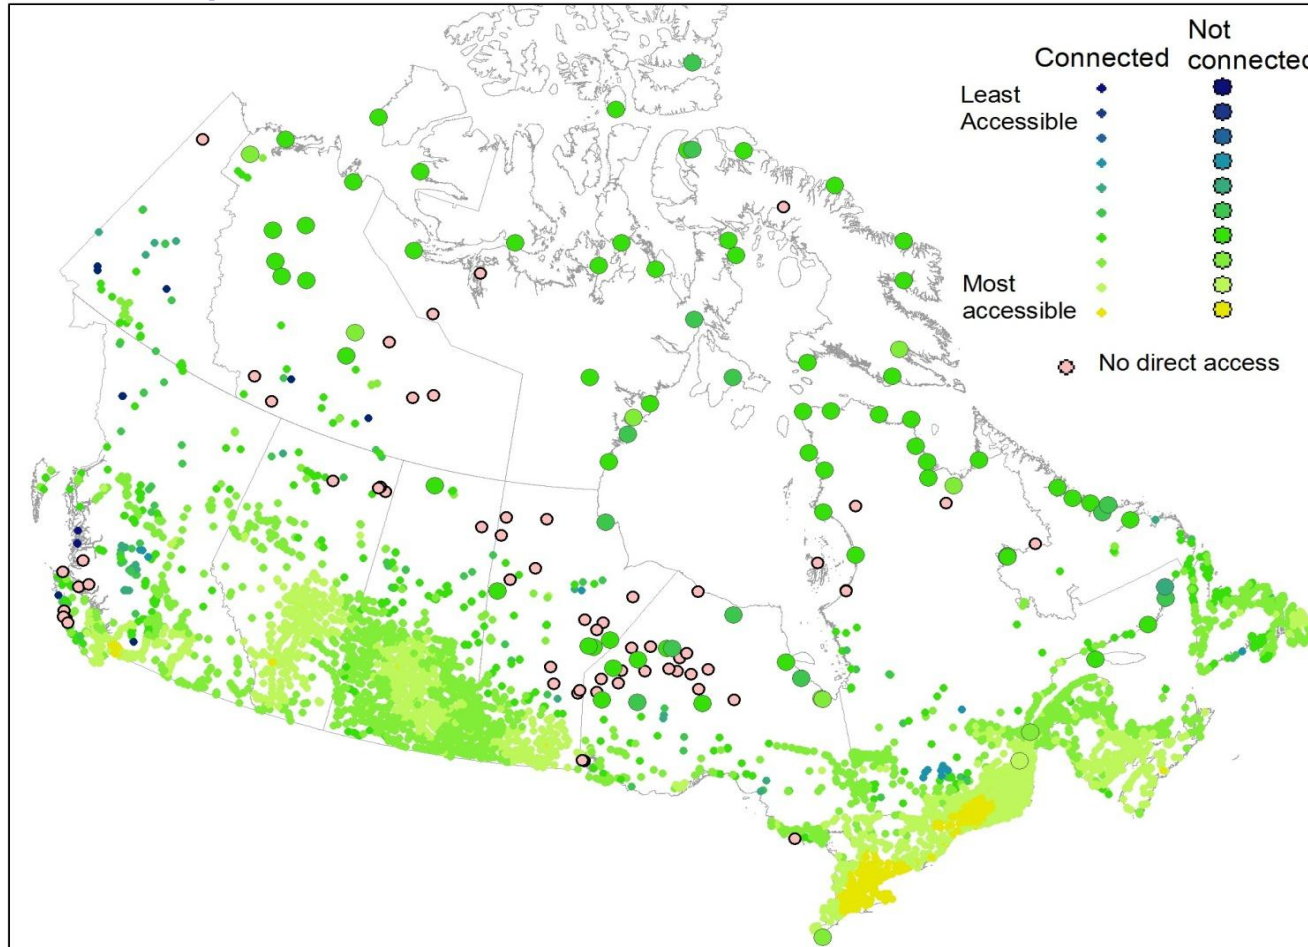 Not
Connected connected
Least
Accessible
Most
accessible
No direct access